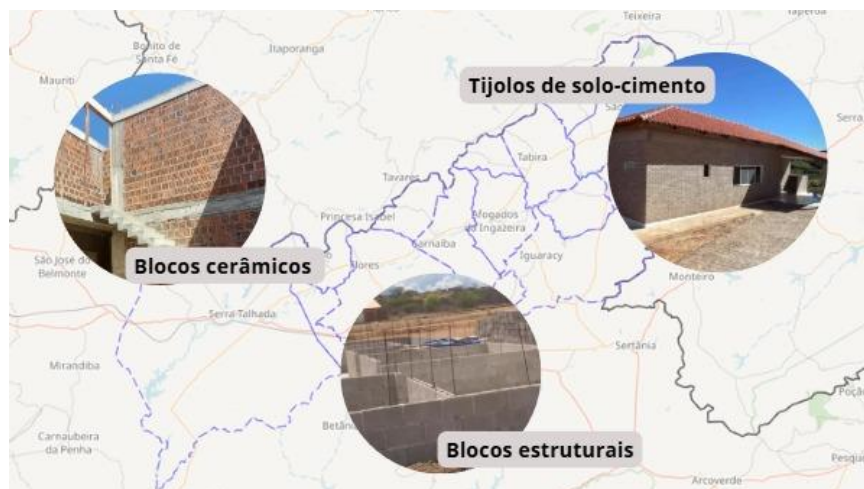 Teixeira
Bonito de
Santa Fé
Itaporanga
Mauriti
Tijolos de solo-cimento
Serra
Tabira
Tavares
Princesa Isabel
Afogados
da Ingazeira
Carnaíba
São José do
Belmonte
Blocos cerâmicos
Flores
Iguaracy
Monteiro
Serra Talhada
Sertânia
Mirandiba
Poção
Betânia
Carnaubeira
da Penha
Blocos estruturais
Pesqu
Arcoverde